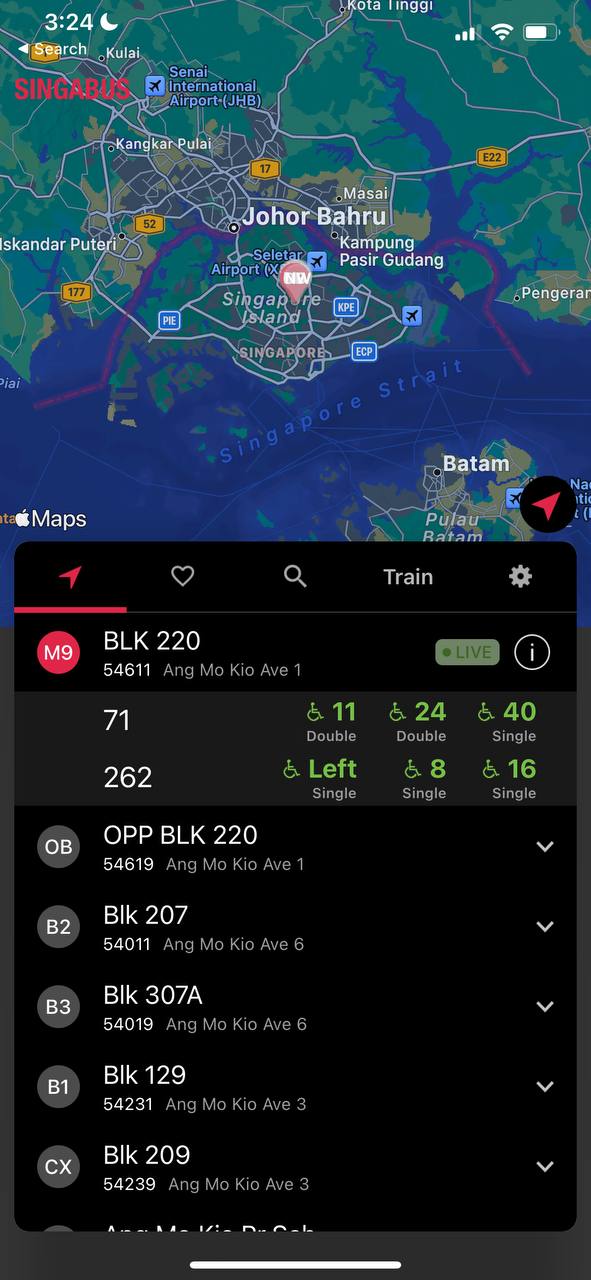 3:24
Kota Tinggi
Search
Kulai
SINGABUS
Senai
International
Airport (JHB)
Kangkar Pulai
17
E22
Masai
52
Johor Bahru
Iskandar Puteri
Kampung
Pasir Gudang
Seletar
Airport (X
NW
177
Singapore
Island
KPE
PIE
SINGAPORE
ECP
Piai
Singapore Strait
Batam
Pulau
Batam
Maps
Train
M9
BLK 220
54611 Ang Mo Kio Ave 1
LIVE
i
71
11 24 40
Double Double Single
262
Left 8 16
Single Single Single
OB
OPP BLK 220
54619 Ang Mo Kio Ave 1
B2
Blk 207
54011 Ang Mo Kio Ave 6
B3
Blk 307A
54019 Ang Mo Kio Ave 6
B1
Blk 129
54231 Ang Mo Kio Ave 3
CX
Blk 209
54239 Ang Mo Kio Ave 3